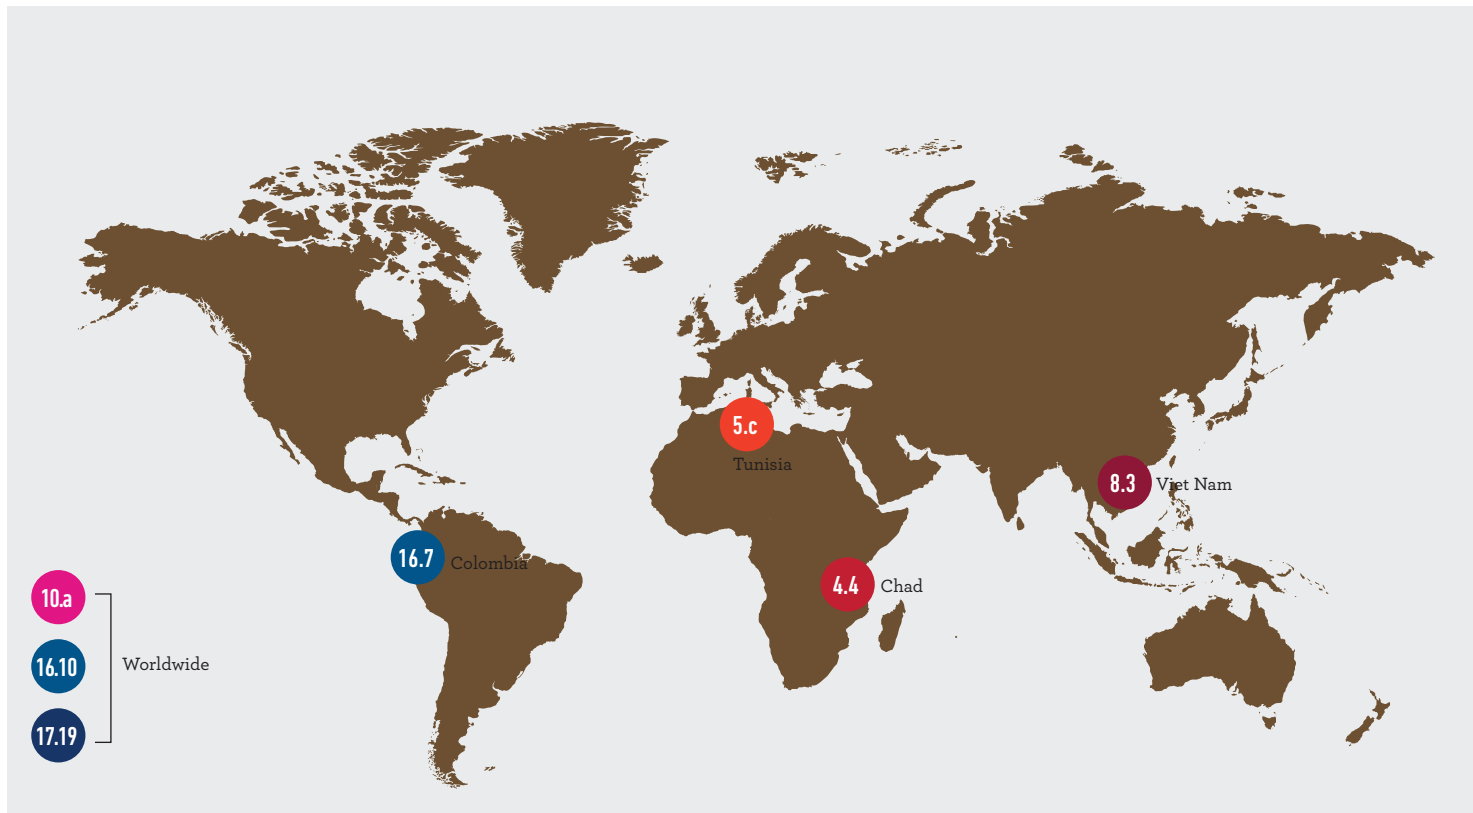 5.c
Tunisia
8.3
Viet Nam
16.7
Colombia
4.4
Chad
10.a
16.10
Worldwide
17.19